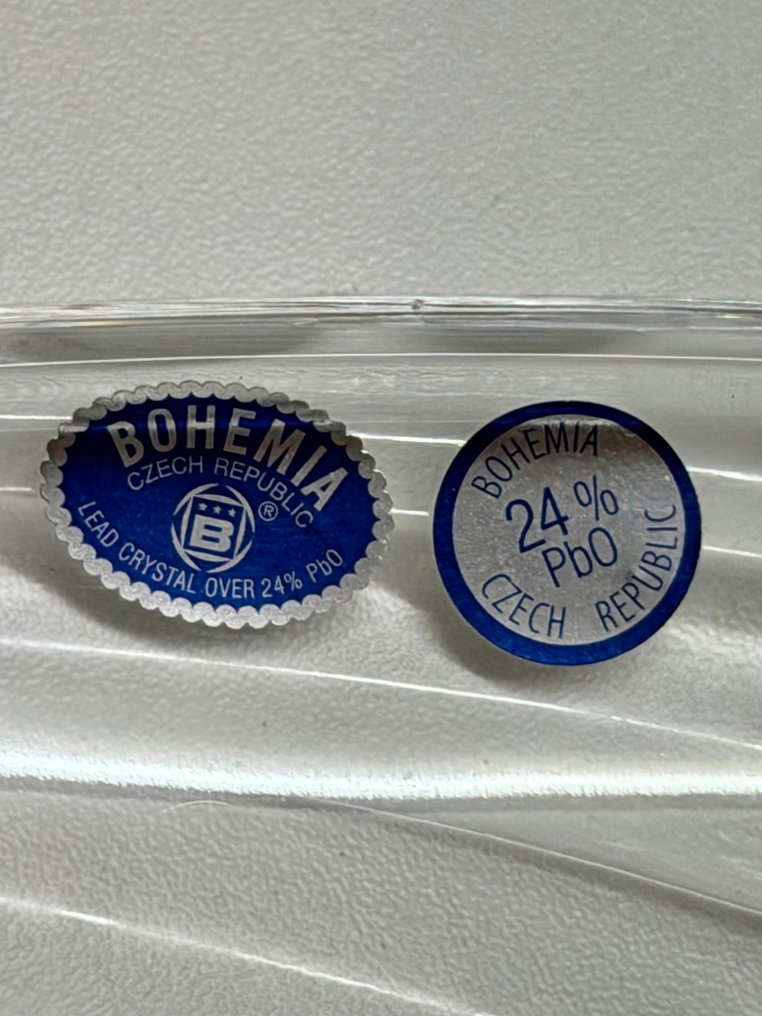 BOHEMIA
CZECH REPUBLIC
B ®
LEAD CRYSTAL OVER 24% PbO
BOHEMIA
24 %
PbO
CZECH REPUBLIC